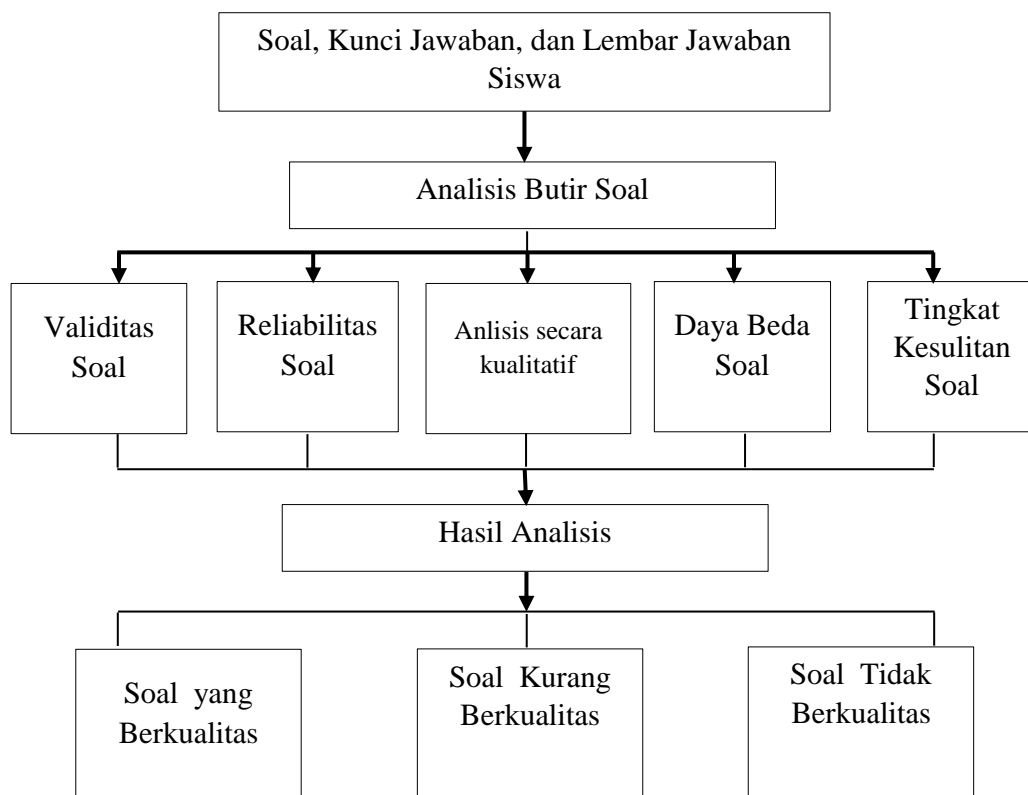 Soal, Kunci Jawaban, dan Lembar Jawaban
Siswa
Analisis Butir Soal
Validitas
Soal
Reliabilitas
Soal
Anlisis secara
kualitatif
Daya Beda
Soal
Tingkat
Kesulitan
Soal
Hasil Analisis
Soal yang
Berkualitas
Soal Kurang
Berkualitas
Soal Tidak
Berkualitas